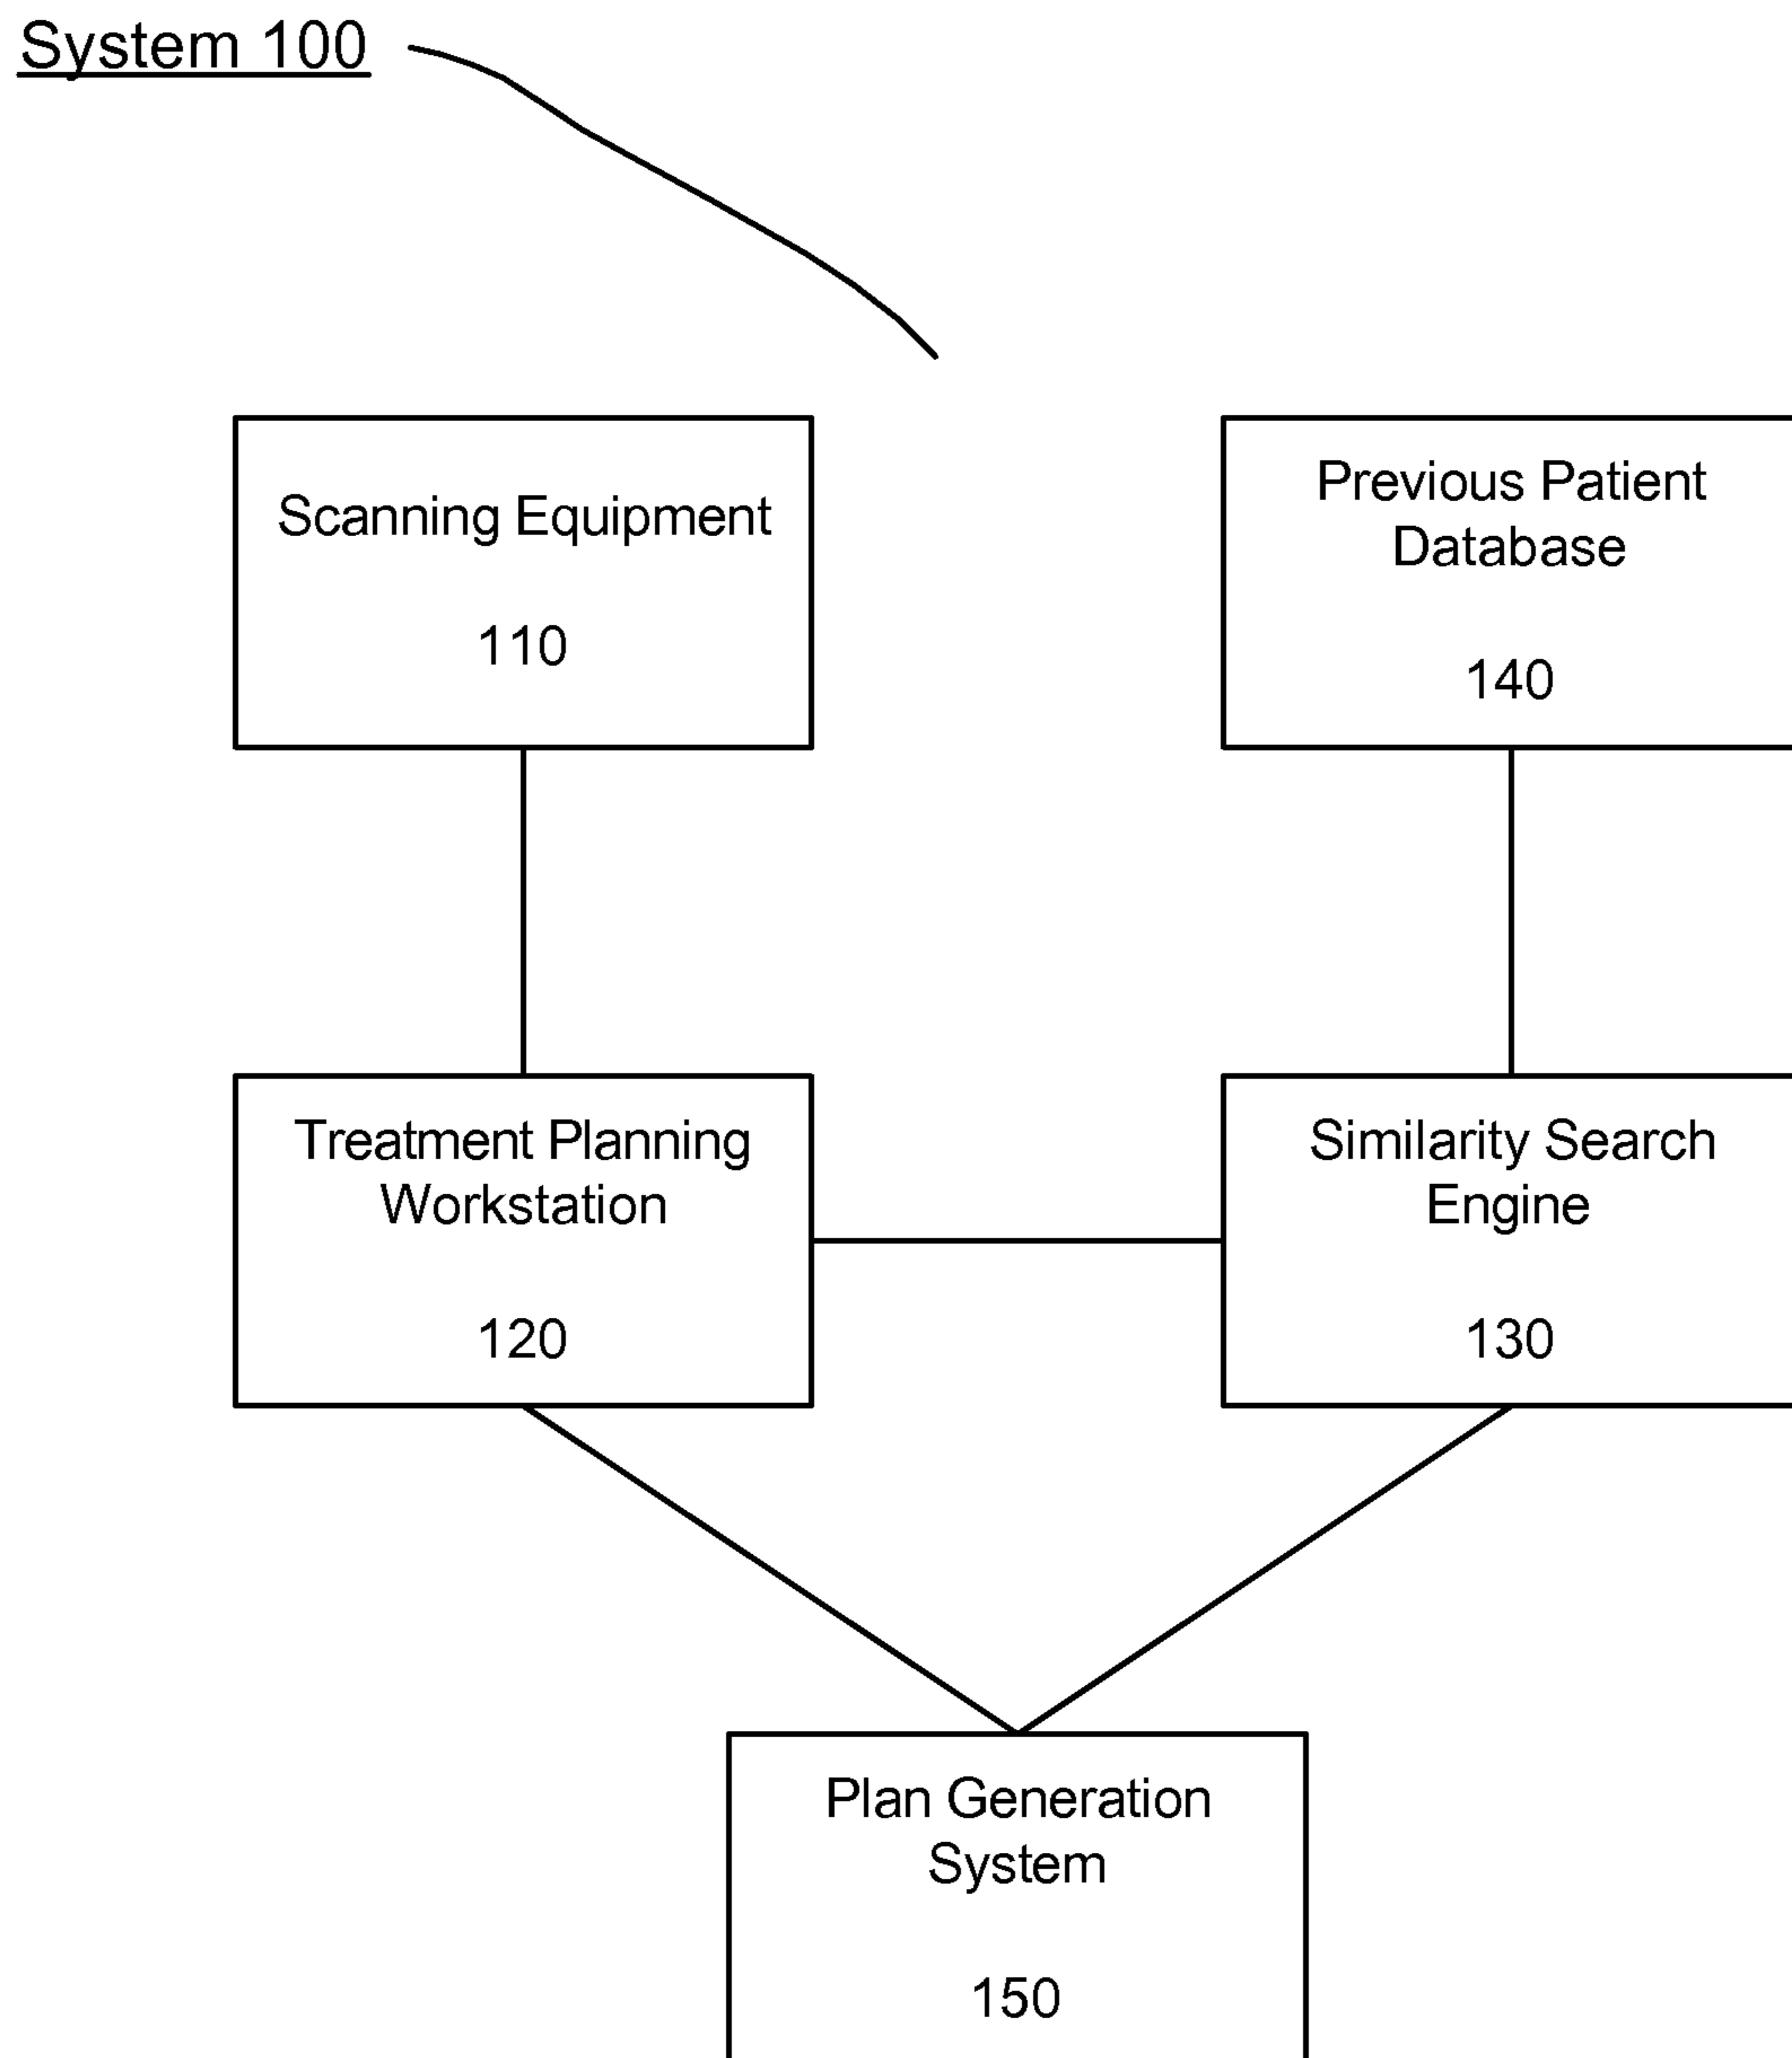 System 100
Scanning Equipment
110
Previous Patient
Database
140
Treatment Planning
Workstation
120
Similarity Search
Engine
130
Plan Generation
System
150